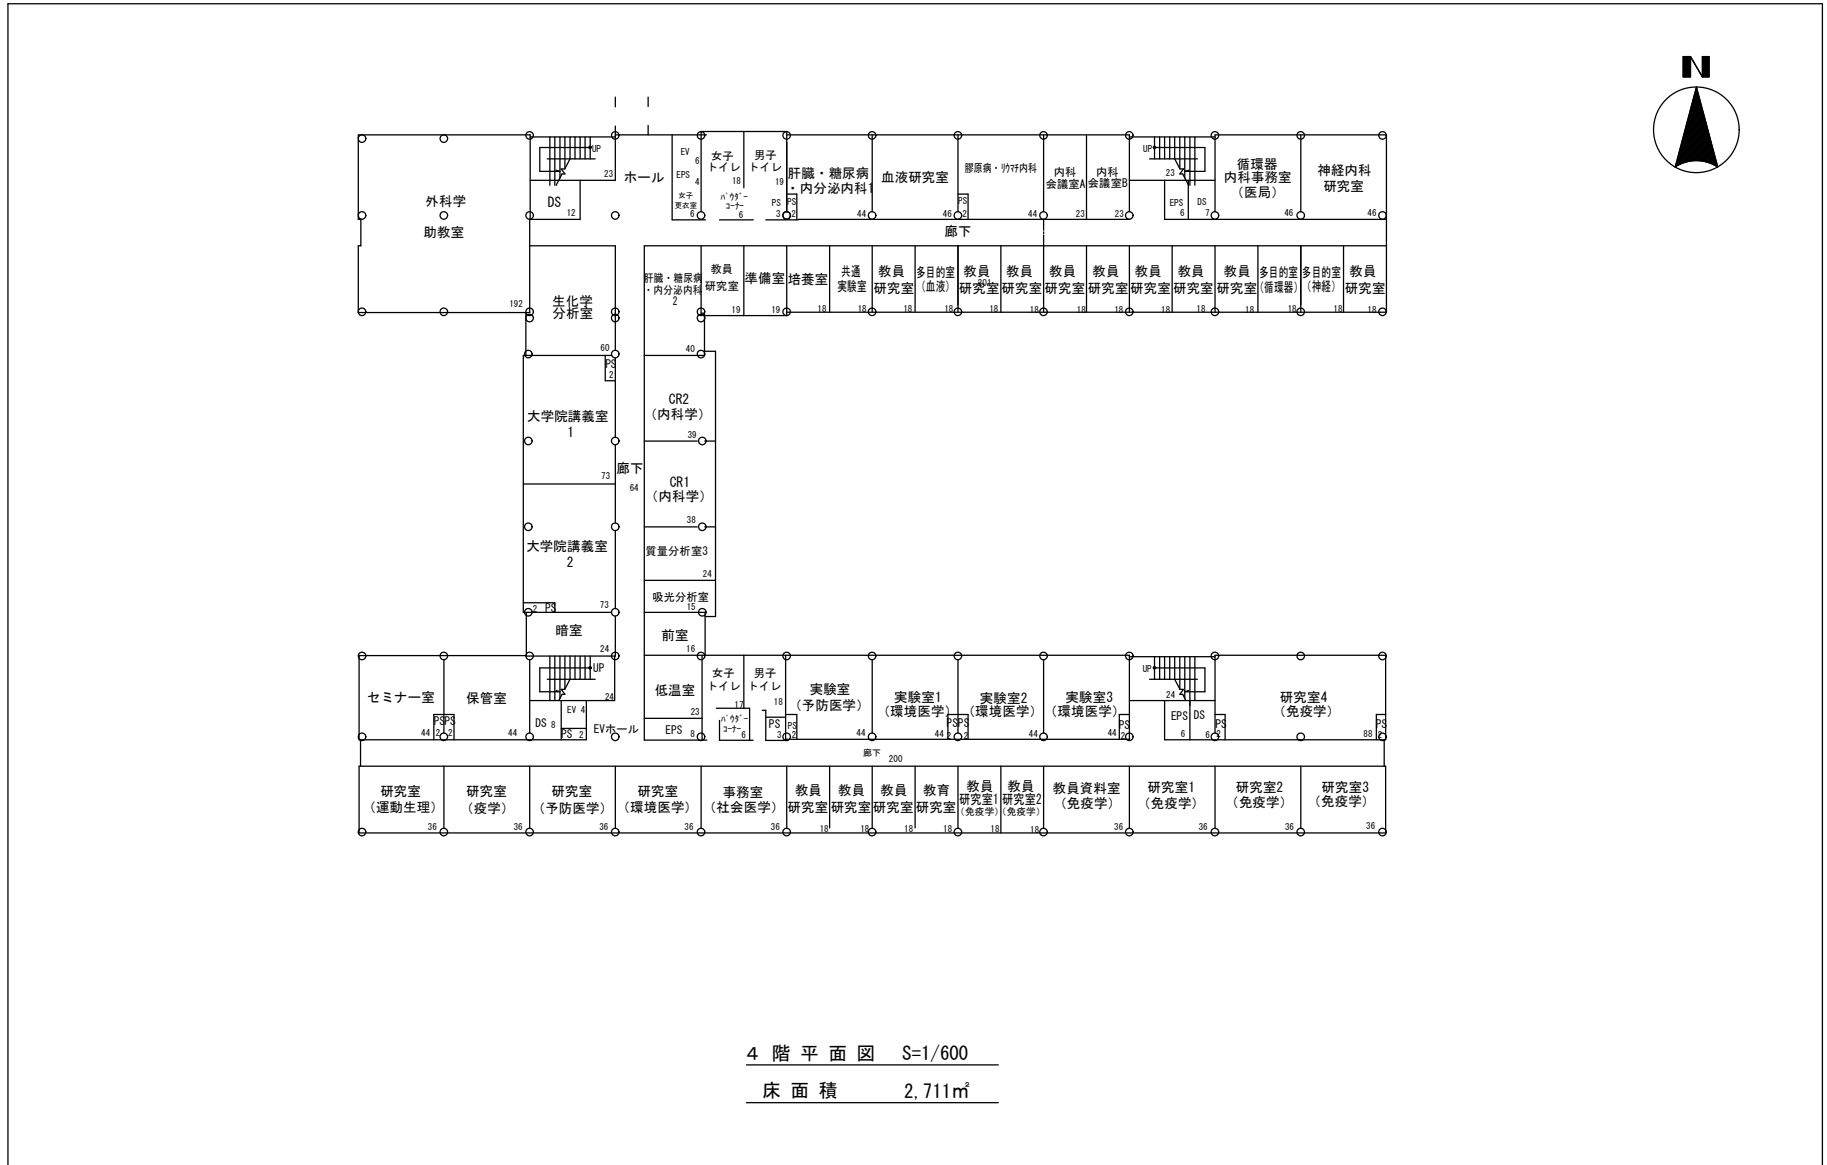 N
外科学
助教室
192
UP
23
DS
12
ホール
EV
6
EPS
4
女子
更衣室
6
女子
トイレ
18
パウダー
コーナー
6
男子
トイレ
19
PS
3
PS
2
肝臓・糖尿病
・内分泌内科1
44
血液研究室
46
膠原病・リウマチ内科
PS
2
44
内科
会議室A
23
内科
会議室B
23
UP
23
EPS
6
DS
7
循環器
内科事務室
(医局)
46
神経内科
研究室
46
廊下
生化学
分析室
60
肝臓・糖尿病
・内分泌内科
2
40
教員
研究室
19
準備室
19
培養室
18
共通
実験室
18
教員
研究室
18
多目的室
(血液)
18
教員
研究室
18
教員
研究室
18
教員
研究室
18
教員
研究室
18
教員
研究室
18
教員
研究室
18
教員
研究室
18
多目的室
(循環器)
18
多目的室
(神経)
18
教員
研究室
18
PS
2
大学院講義室
1
73
CR2
(内科学)
39
廊下
64
CR1
(内科学)
38
大学院講義室
2
73
2 PS
質量分析室3
24
吸光分析室
15
暗室
24
前室
16
セミナー室
44
PS
2
PS
2
保管室
44
UP
24
DS 8
EV 4
PS 2
EVホール
低温室
23
EPS 8
女子
トイレ
17
パウダー
コーナー
6
男子
トイレ
18
PS
3
PS
2
実験室
(予防医学)
44
実験室1
(環境医学)
44
PS
2
PS
2
実験室2
(環境医学)
44
実験室3
(環境医学)
44
PS
2
UP
24
EPS
6
DS
6
PS
2
研究室4
(免疫学)
88
PS
2
廊下
200
研究室
(運動生理)
36
研究室
(疫学)
36
研究室
(予防医学)
36
研究室
(環境医学)
36
事務室
(社会医学)
36
教員
研究室
18
教員
研究室
18
教員
研究室
18
教育
研究室
18
教員
研究室1
(免疫学)
18
教員
研究室2
(免疫学)
18
教員資料室
(免疫学)
36
研究室1
(免疫学)
36
研究室2
(免疫学)
36
研究室3
(免疫学)
36
4 階 平 面 図 S=1/600
床 面 積 2,711㎡